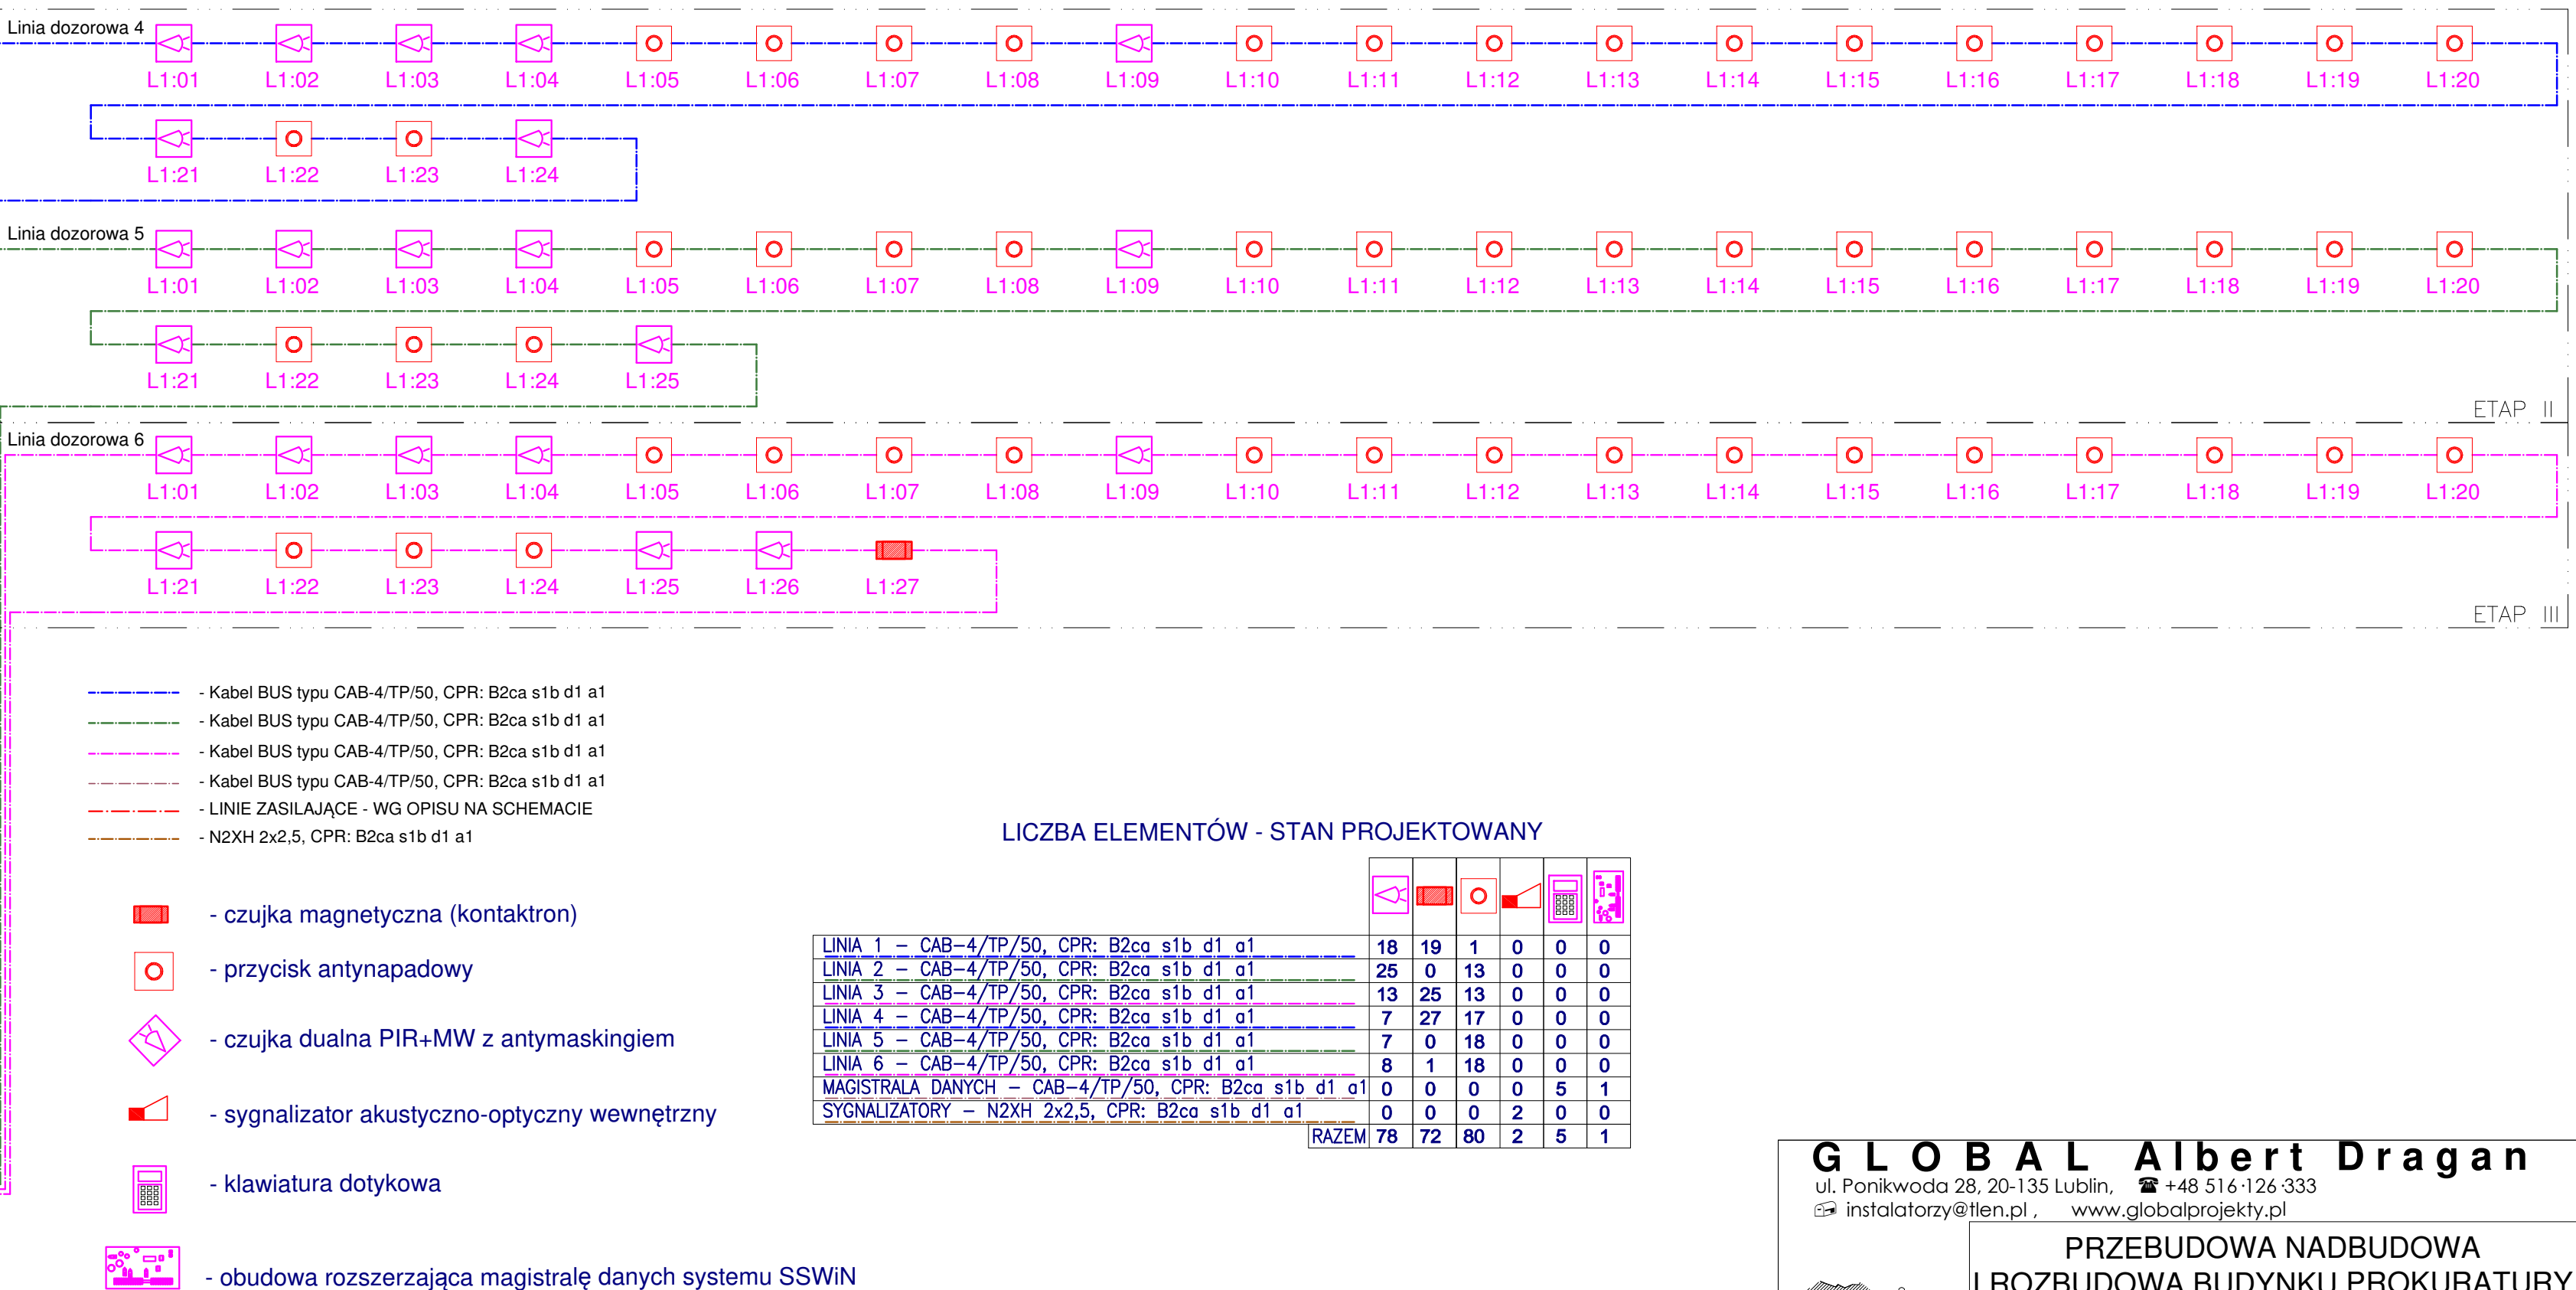 Linia dozorowa 4
L1:01 L1:02 L1:03 L1:04 L1:05 L1:06 L1:07 L1:08 L1:09 L1:10 L1:11 L1:12 L1:13 L1:14 L1:15 L1:16 L1:17 L1:18 L1:19 L1:20
L1:21 L1:22 L1:23 L1:24
Linia dozorowa 5
L1:01 L1:02 L1:03 L1:04 L1:05 L1:06 L1:07 L1:08 L1:09 L1:10 L1:11 L1:12 L1:13 L1:14 L1:15 L1:16 L1:17 L1:18 L1:19 L1:20
L1:21 L1:22 L1:23 L1:24 L1:25
ETAP II
Linia dozorowa 6
L1:01 L1:02 L1:03 L1:04 L1:05 L1:06 L1:07 L1:08 L1:09 L1:10 L1:11 L1:12 L1:13 L1:14 L1:15 L1:16 L1:17 L1:18 L1:19 L1:20
L1:21 L1:22 L1:23 L1:24 L1:25 L1:26 L1:27
ETAP III
- Kabel BUS typu CAB-4/TP/50, CPR: B2ca s1b d1 a1
- Kabel BUS typu CAB-4/TP/50, CPR: B2ca s1b d1 a1
- Kabel BUS typu CAB-4/TP/50, CPR: B2ca s1b d1 a1
- Kabel BUS typu CAB-4/TP/50, CPR: B2ca s1b d1 a1
- LINIE ZASILAJĄCE - WG OPISU NA SCHEMACIE
- N2XH 2x2,5, CPR: B2ca s1b d1 a1
- czujka magnetyczna (kontaktron)
- przycisk antynapadowy
- czujka dualna PIR+MW z antymaskingiem
- sygnalizator akustyczno-optyczny wewnętrzny
- klawiatura dotykowa
- obudowa rozszerzająca magistralę danych systemu SSWiN
LICZBA ELEMENTÓW - STAN PROJEKTOWANY
LINIA 1 - CAB-4/TP/50, CPR: B2ca s1b d1 a1 18 19 1 0 0 0
LINIA 2 - CAB-4/TP/50, CPR: B2ca s1b d1 a1 25 0 13 0 0 0
LINIA 3 - CAB-4/TP/50, CPR: B2ca s1b d1 a1 13 25 13 0 0 0
LINIA 4 - CAB-4/TP/50, CPR: B2ca s1b d1 a1 7 27 17 0 0 0
LINIA 5 - CAB-4/TP/50, CPR: B2ca s1b d1 a1 7 0 18 0 0 0
LINIA 6 - CAB-4/TP/50, CPR: B2ca s1b d1 a1 8 1 18 0 0 0
MAGISTRALA DANYCH - CAB-4/TP/50, CPR: B2ca s1b d1 a1 0 0 0 0 5 1
SYGNALIZATORY - N2XH 2x2,5, CPR: B2ca s1b d1 a1 0 0 0 2 0 0
RAZEM 78 72 80 2 5 1
GLOBAL Albert Dragan
ul. Ponikwoda 28, 20-135 Lublin, ☎ +48 516·126·333
instalatorzy@tlen.pl , www.globalprojekty.pl
PRZEBUDOWA NADBUDOWA
I ROZBUDOWA BUDYNKU PROKURATURY